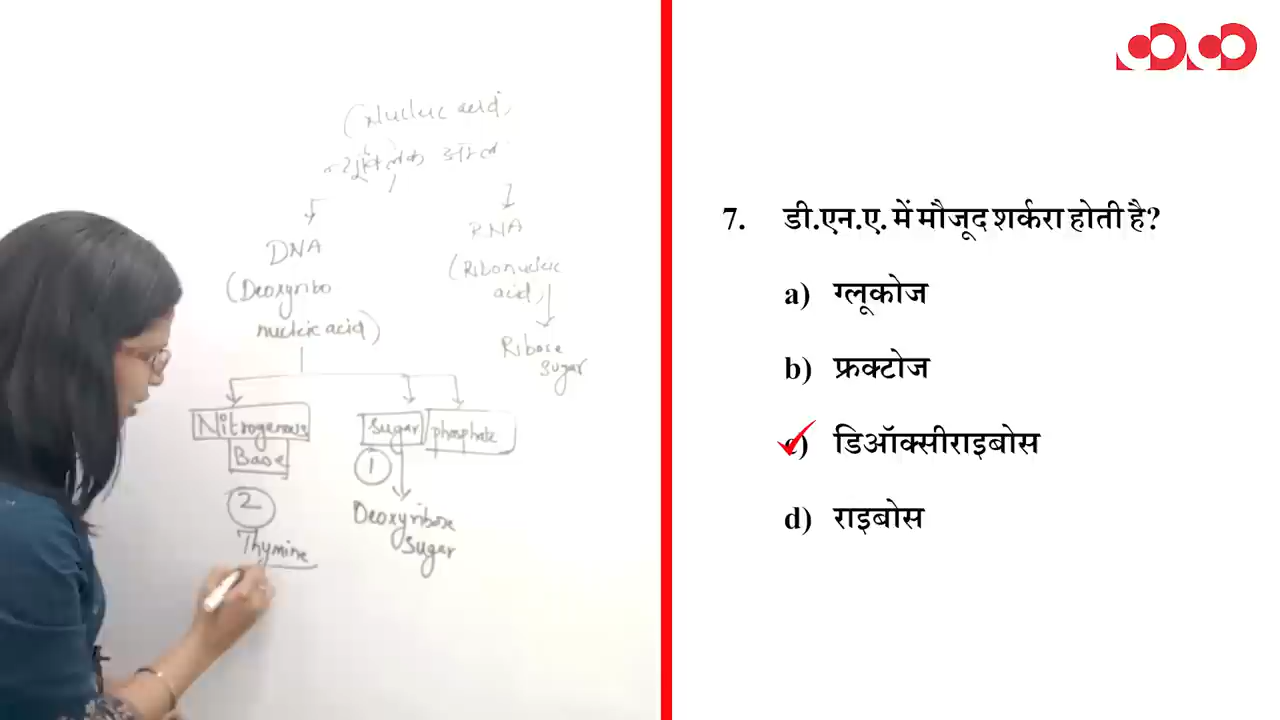 (Nucleic acid)
न्यूक्लिक अम्ल
DNA
(Deoxyribo
nucleic acid)
RNA
(Ribonucleic
acid)
Ribose
sugar
Nitrogenous
Base
2
Thymine
Sugar
phosphate
1
Deoxyribose
Sugar
7. डी.एन.ए. में मौजूद शर्करा होती है?
a) ग्लूकोज
b) फ्रक्टोज
c) डिऑक्सीराइबोस
d) राइबोस